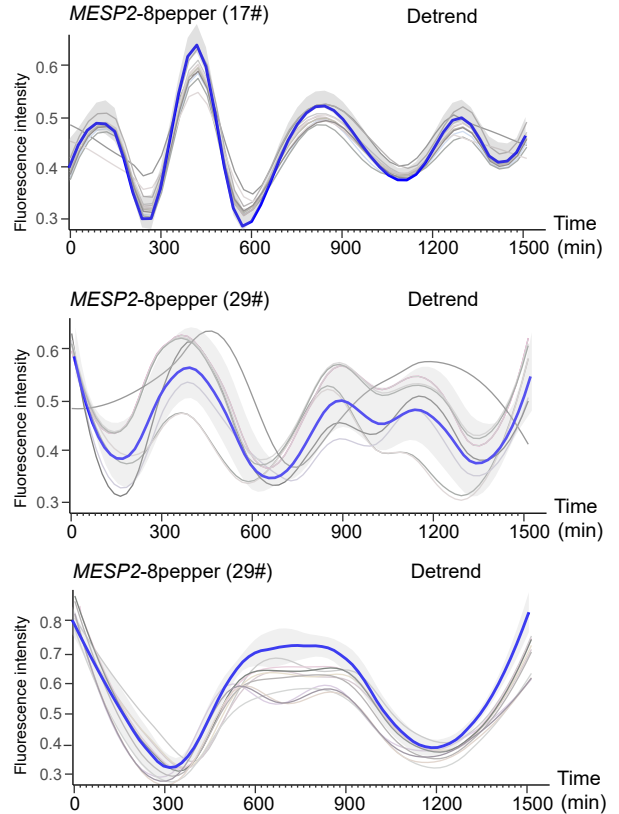 MESP2-8pepper (17#) Detrend
Fluorescence intensity
0.6
0.5
0.4
0.3
0 300 600 900 1200 1500
Time
(min)
MESP2-8pepper (29#) Detrend
Fluorescence intensity
0.6
0.5
0.4
0.3
0 300 600 900 1200 1500
Time
(min)
MESP2-8pepper (29#) Detrend
Fluorescence intensity
0.8
0.7
0.6
0.5
0.4
0.3
0 300 600 900 1200 1500
Time
(min)